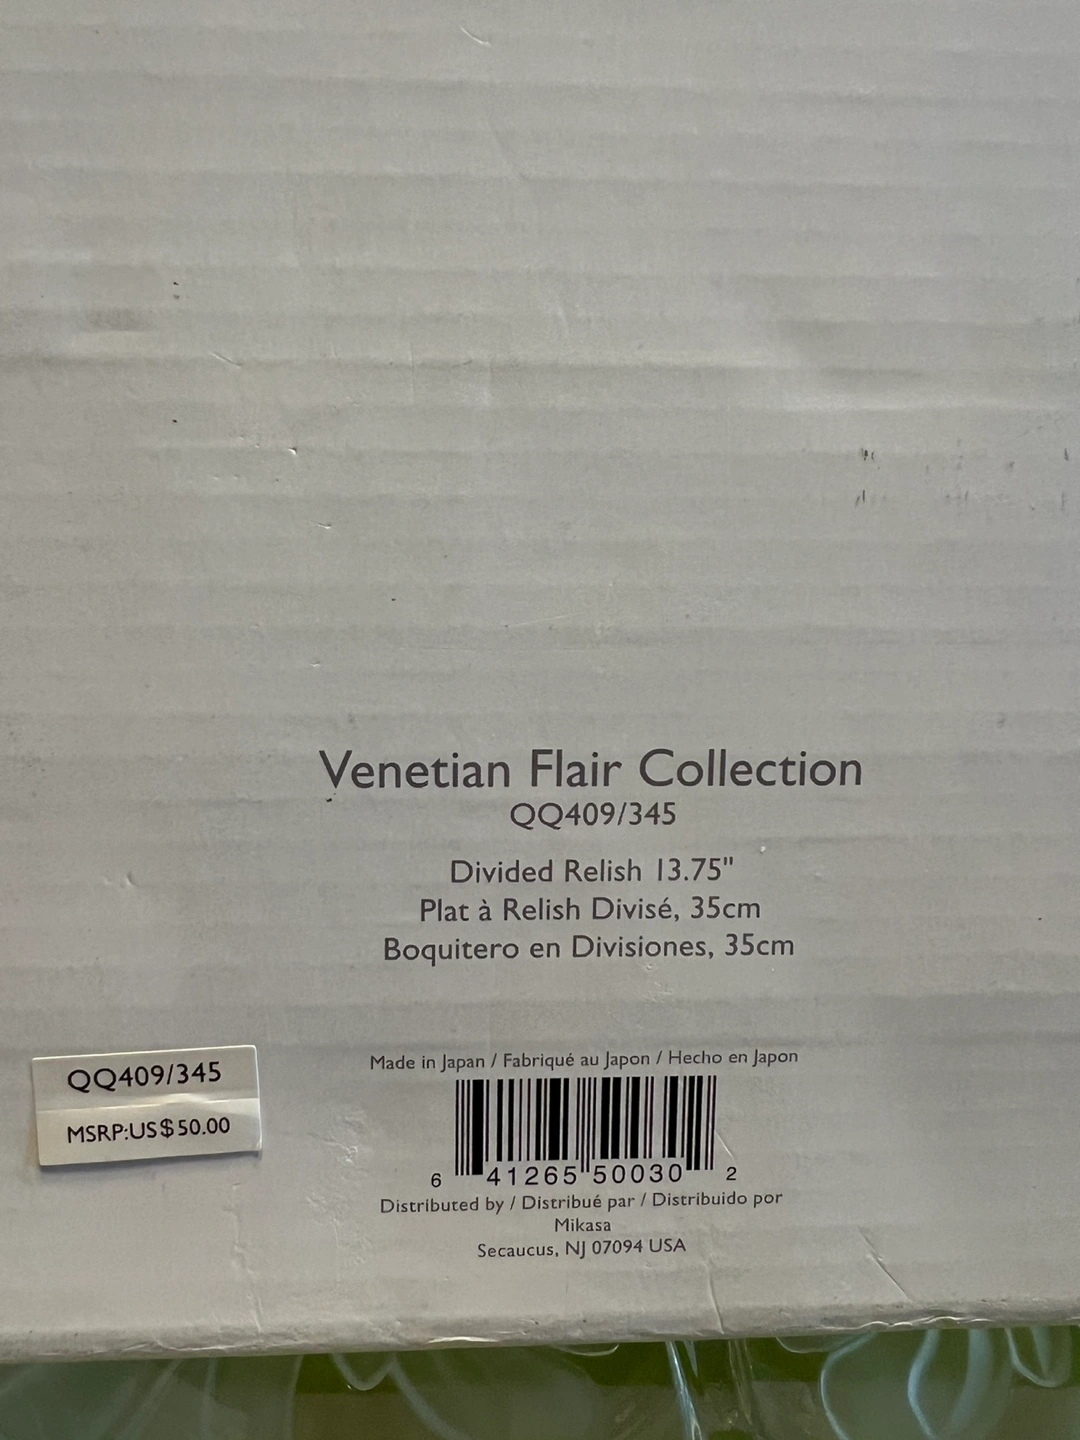 Venetian Flair Collection
QQ409/345
Divided Relish 13.75"
Plat à Relish Divisé, 35cm
Boquitero en Divisiones, 35cm
QQ409/345
MSRP:US$50.00
Made in Japan / Fabriqué au Japon / Hecho en Japon
6 41265 50030 2
Distributed by / Distribué par / Distribuido por
Mikasa
Secaucus, NJ 07094 USA